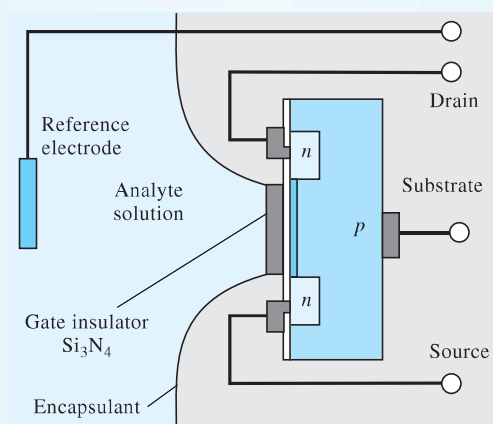 Drain
Reference
electrode
n
Analyte
solution
Substrate
p
n
Gate insulator
Si₃N₄
Source
Encapsulant